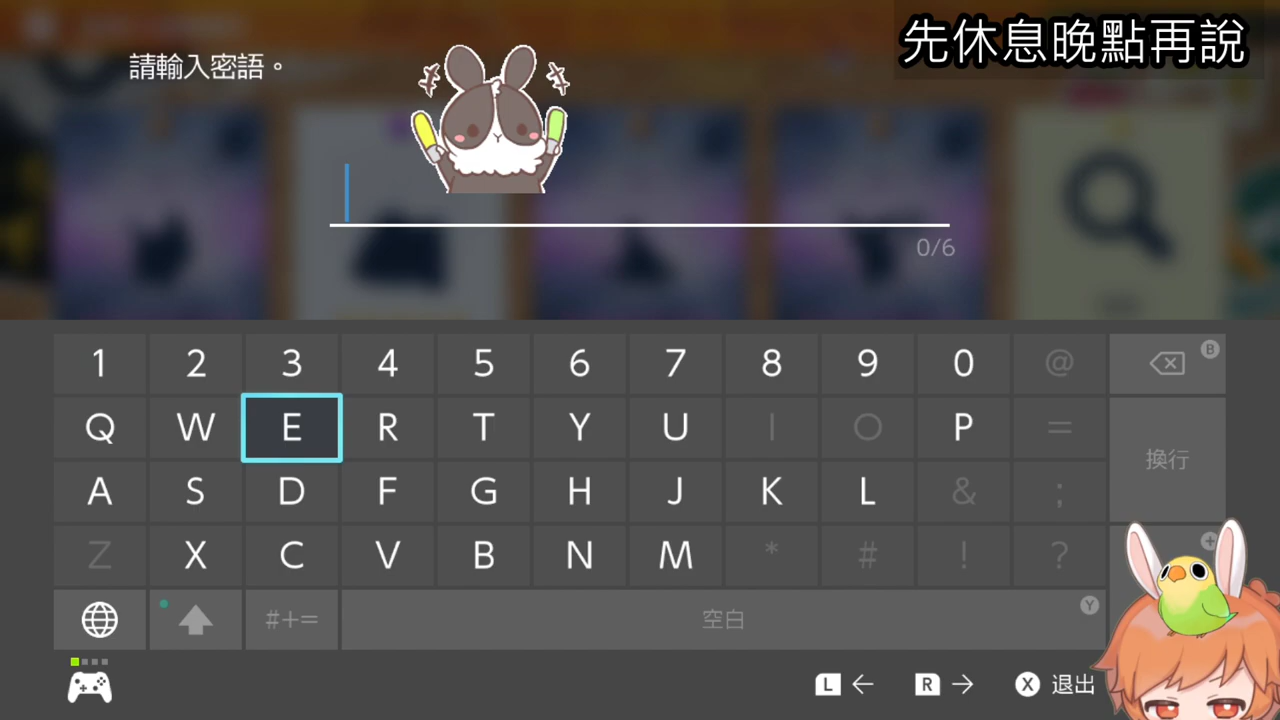 先休息晚點再說
請輸入密語。
0/6
1 2 3 4 5 6 7 8 9 0 @ B
Q W E R T Y U I O P = 換行
A S D F G H J K L & ;
Z X C V B N M * # ! ? +
#+= 空白 Y
L ← R → X 退出